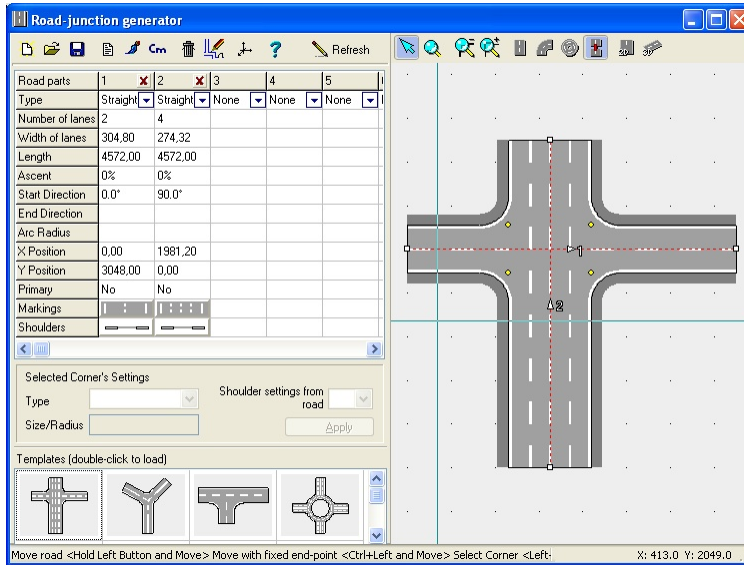 Road-junction generator
Cm ? Refresh 2D 3D
Road parts 1 x 2 x 3 4 5
Type Straight Straight None None None
Number of lanes 2 4
Width of lanes 304,80 274,32
Length 4572,00 4572,00
Ascent 0% 0%
Start Direction 0.0° 90.0°
End Direction
Arc Radius
X Position 0,00 1981,20
Y Position 3048,00 0,00
Primary No No
Markings
Shoulders
1
2
Selected Corner's Settings
Type
Shoulder settings from
road
Size/Radius
Apply
Templates (double-click to load)
Move road <Hold Left Button and Move> Move with fixed end-point <Ctrl+Left and Move> Select Corner <Left- X: 413.0 Y: 2049.0